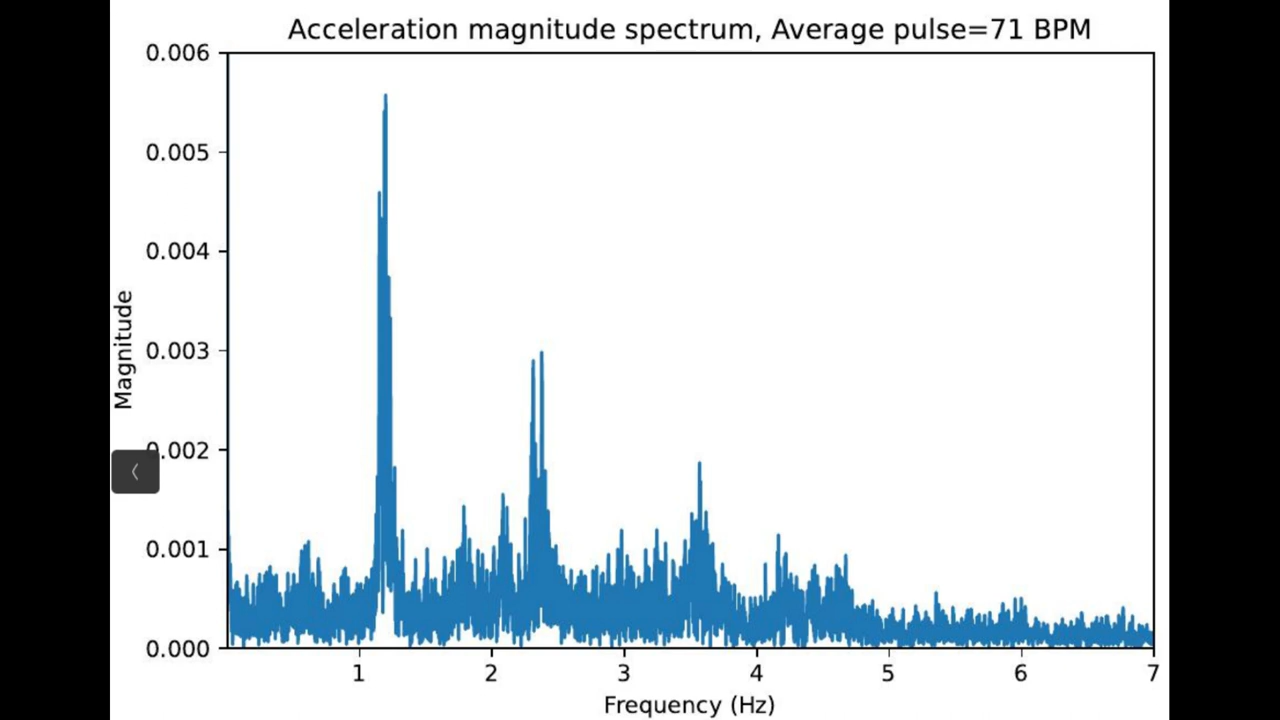 Acceleration magnitude spectrum, Average pulse=71 BPM
0.006
0.005
0.004
0.003
0.002
0.001
0.000
Magnitude
1 2 3 4 5 6 7
Frequency (Hz)